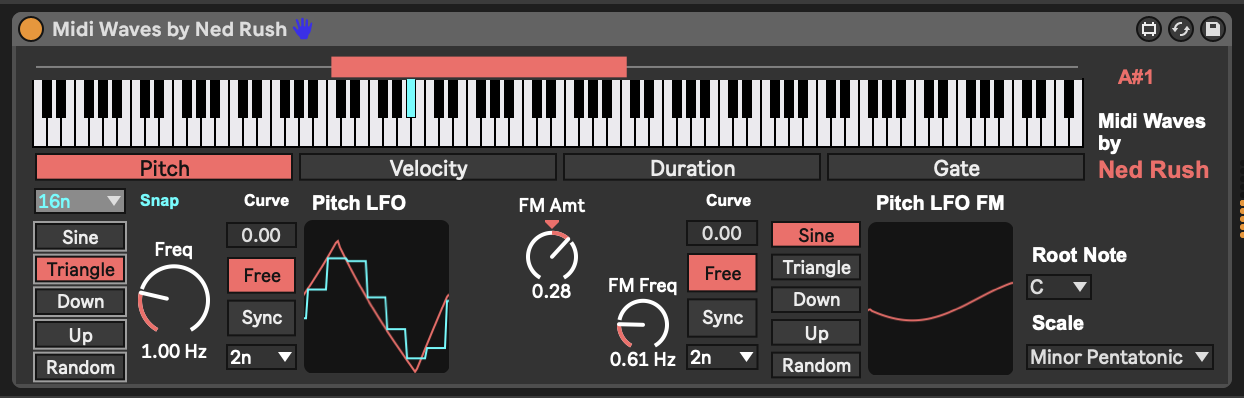 Midi Waves by Ned Rush
A#1
Midi Waves
by
Ned Rush
Pitch
Velocity
Duration
Gate
16n
Snap
Sine
Triangle
Down
Up
Random
Freq
1.00 Hz
Curve
0.00
Free
Sync
2n
Pitch LFO
FM Amt
0.28
FM Freq
0.61 Hz
Curve
0.00
Free
Sync
2n
Sine
Triangle
Down
Up
Random
Pitch LFO FM
Root Note
C
Scale
Minor Pentatonic